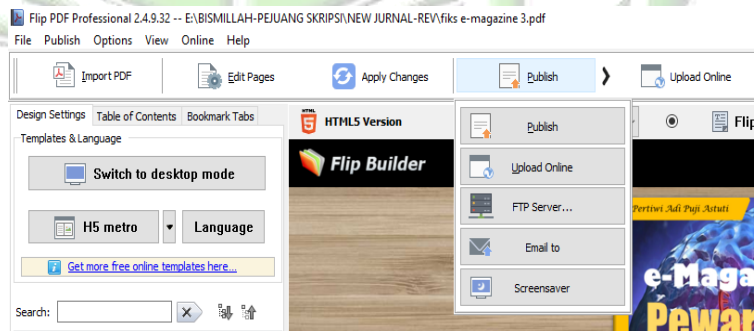 Flip PDF Professional 2.4.9.32 -- E:\BISMILLAH-PEJUANG SKRIPSI\NEW JURNAL-REV\fiks e-magazine 3.pdf
File Publish Options View Online Help
Import PDF Edit Pages Apply Changes Publish Upload Online
Design Settings Table of Contents Bookmark Tabs
Templates & Language
Switch to desktop mode
H5 metro Language
Get more free online templates here...
Search:
HTML
HTML5 Version
Flip Builder
Publish
Upload Online
FTP Server...
Email to
Screensaver
Flip
Pertiwi Adi Puji Astuti
e-Maga
Pewar